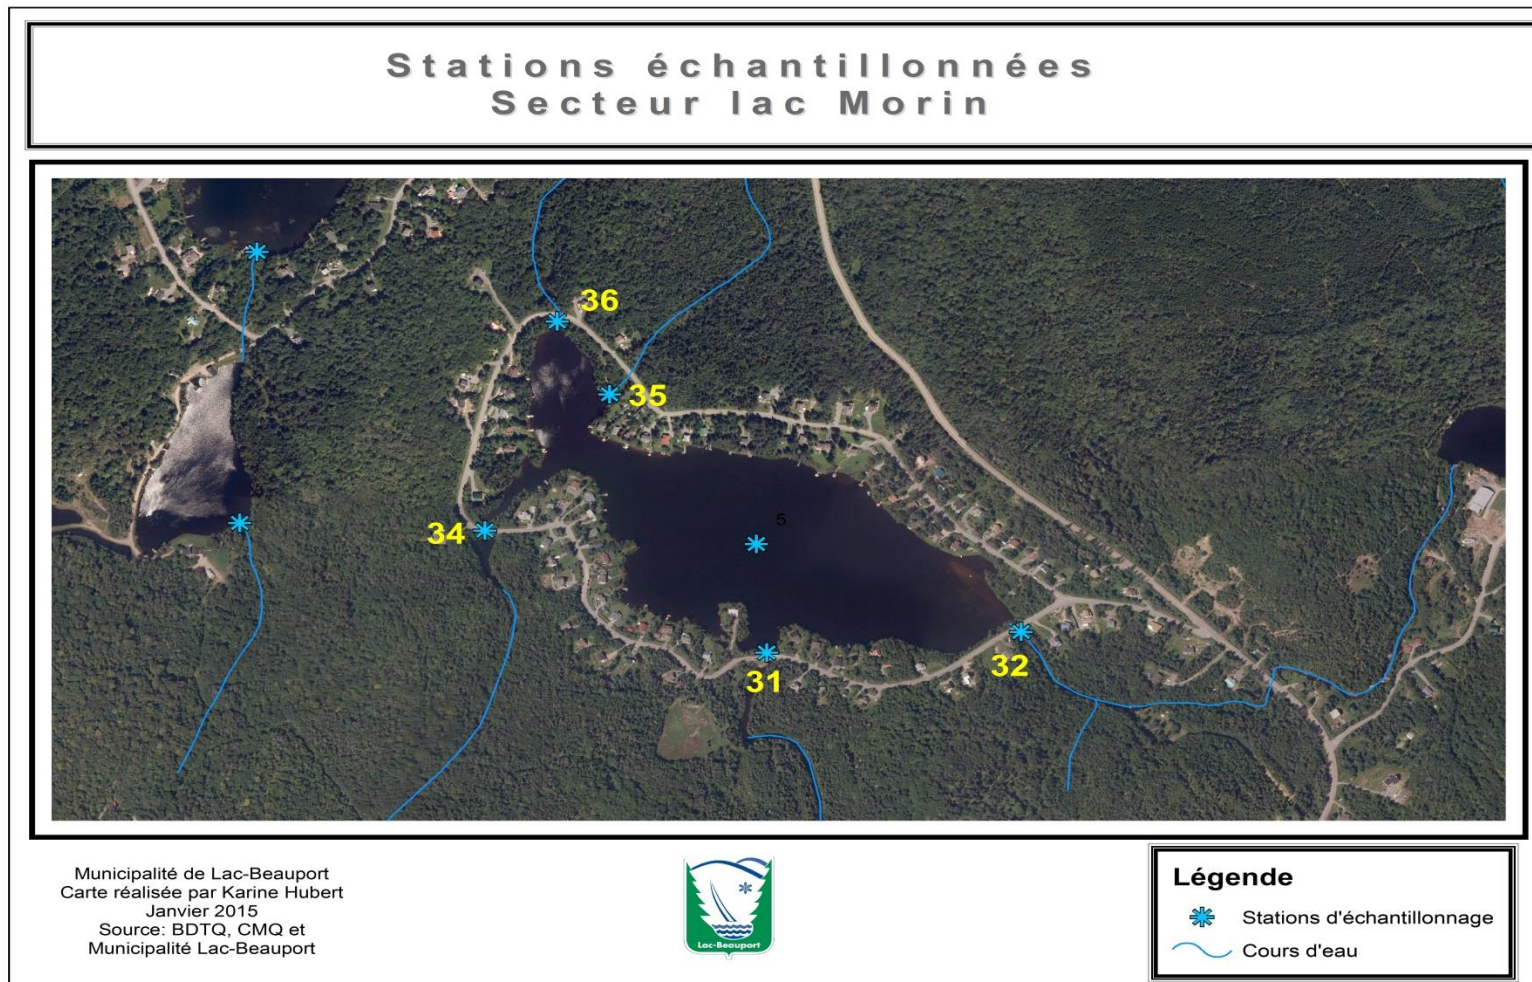 Stations échantillonnées
Secteur lac Morin
36
35
34
5
31
32
Municipalité de Lac-Beauport
Carte réalisée par Karine Hubert
Janvier 2015
Source: BDTQ, CMQ et
Municipalité Lac-Beauport
Lac-Beauport
Légende
Stations d'échantillonnage
Cours d'eau